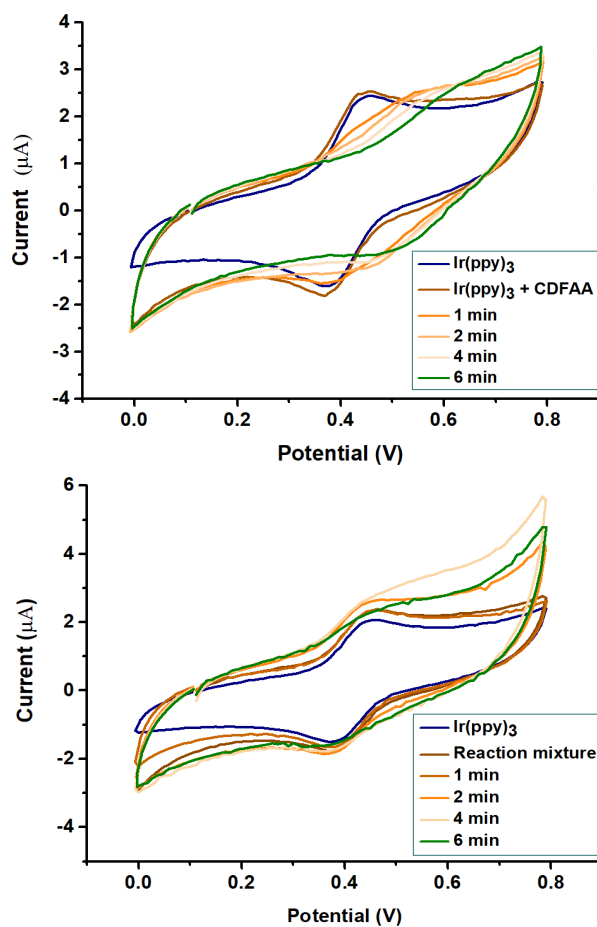 4
3
2
1
0
-1
-2
-3
-4
Current (μA)
0.0 0.2 0.4 0.6 0.8
Potential (V)
Ir(ppy)3
Ir(ppy)3 + CDFAA
1 min
2 min
4 min
6 min
6
4
2
0
-2
-4
Current (μA)
0.0 0.2 0.4 0.6 0.8
Potential (V)
Ir(ppy)3
Reaction mixture
1 min
2 min
4 min
6 min